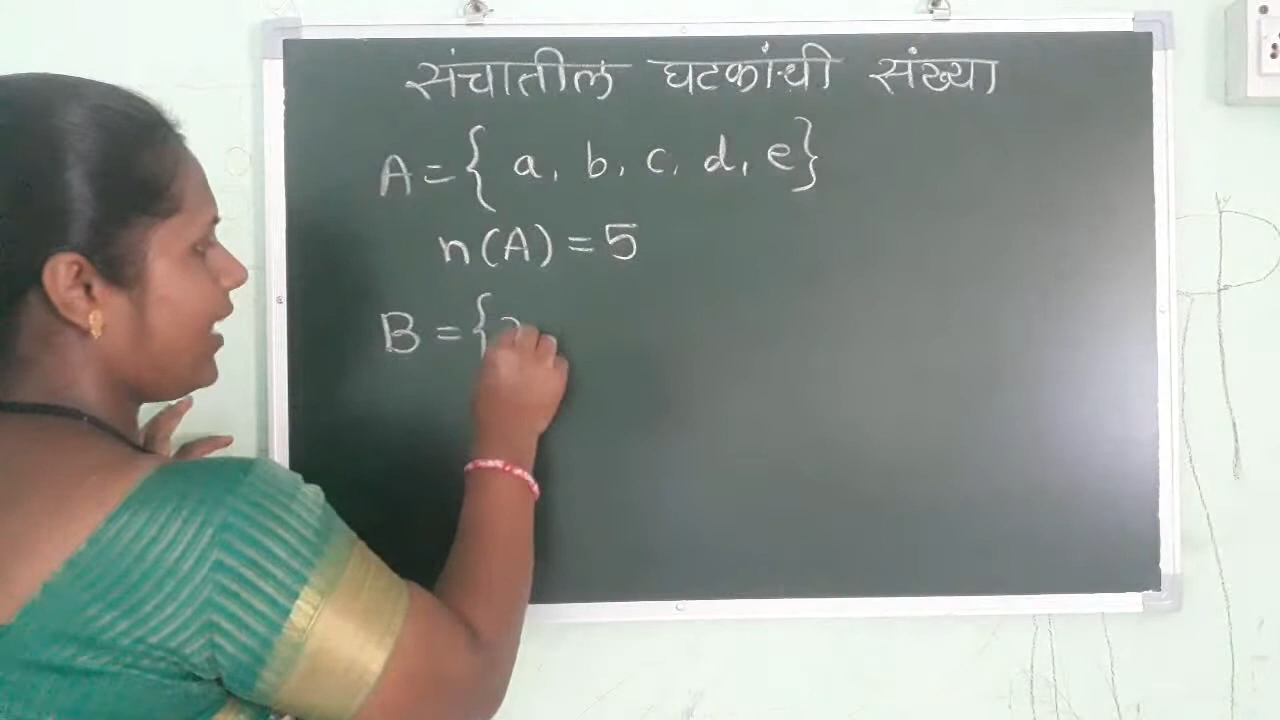 संचातील घटकांची संख्या
A = { a, b, c, d, e }
n(A) = 5
B = {